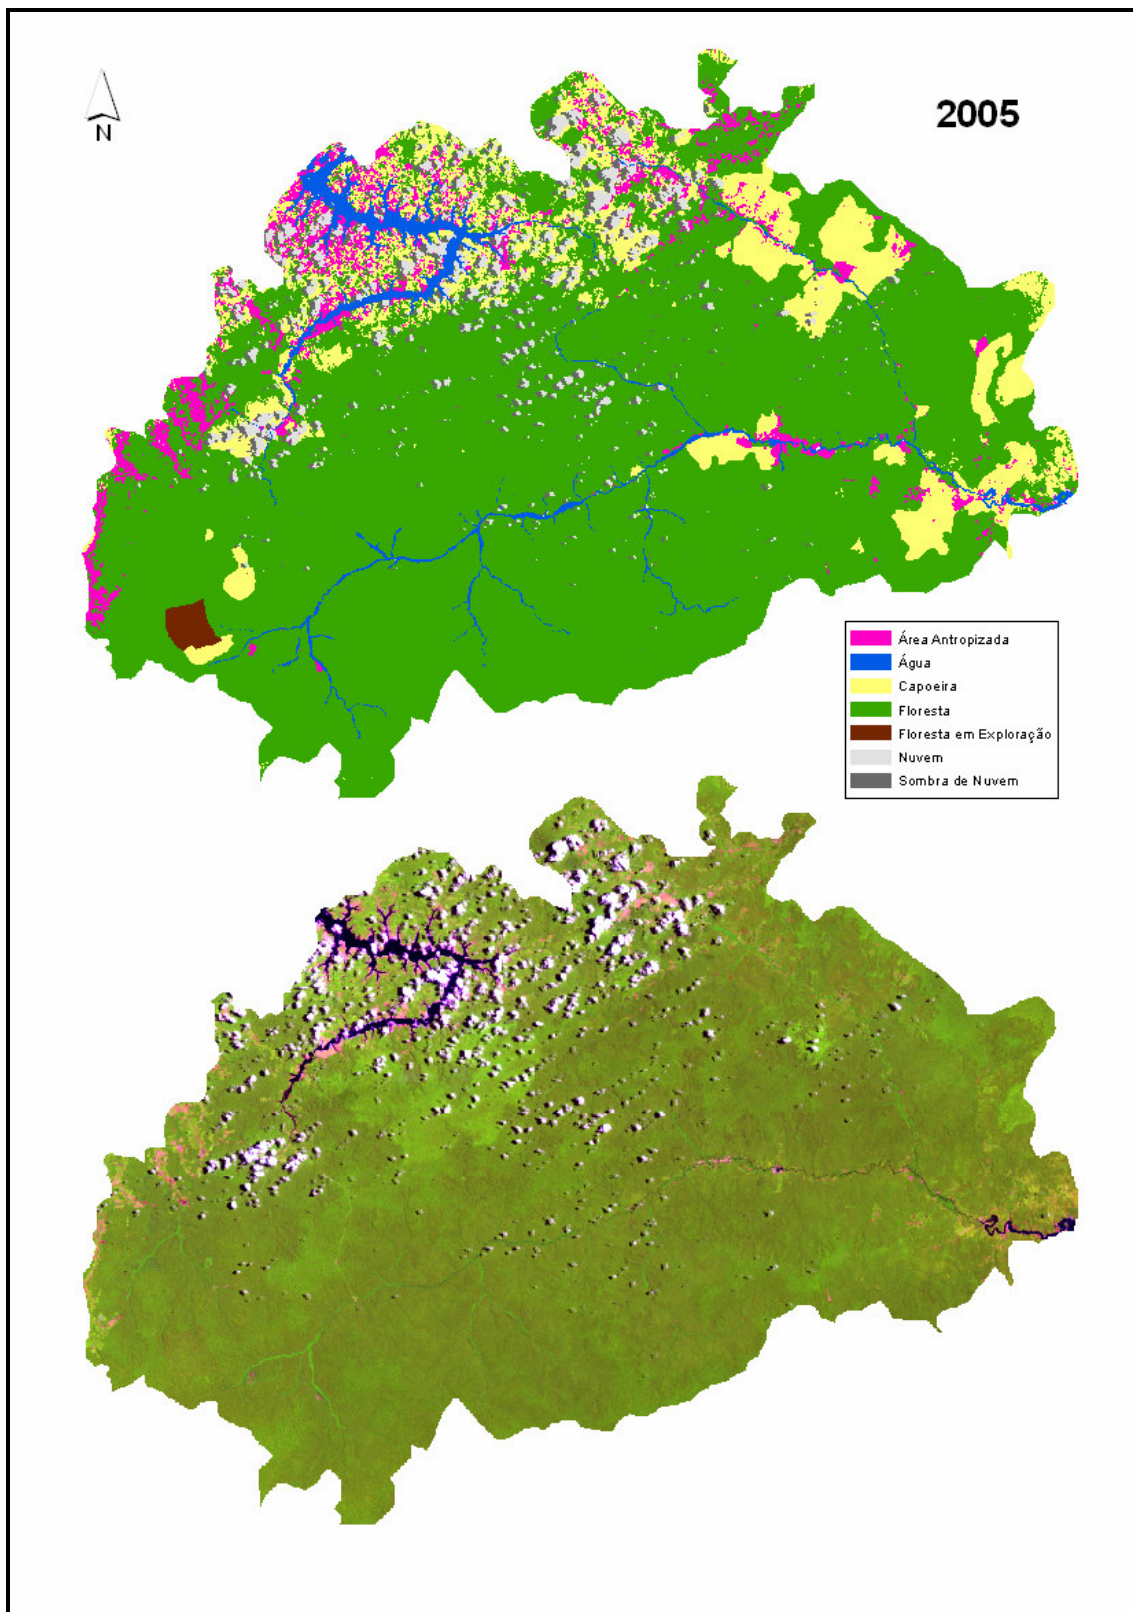 2005
N
Área Antropizada
Água
Capoeira
Floresta
Floresta em Exploração
Nuvem
Sombra de Nuvem